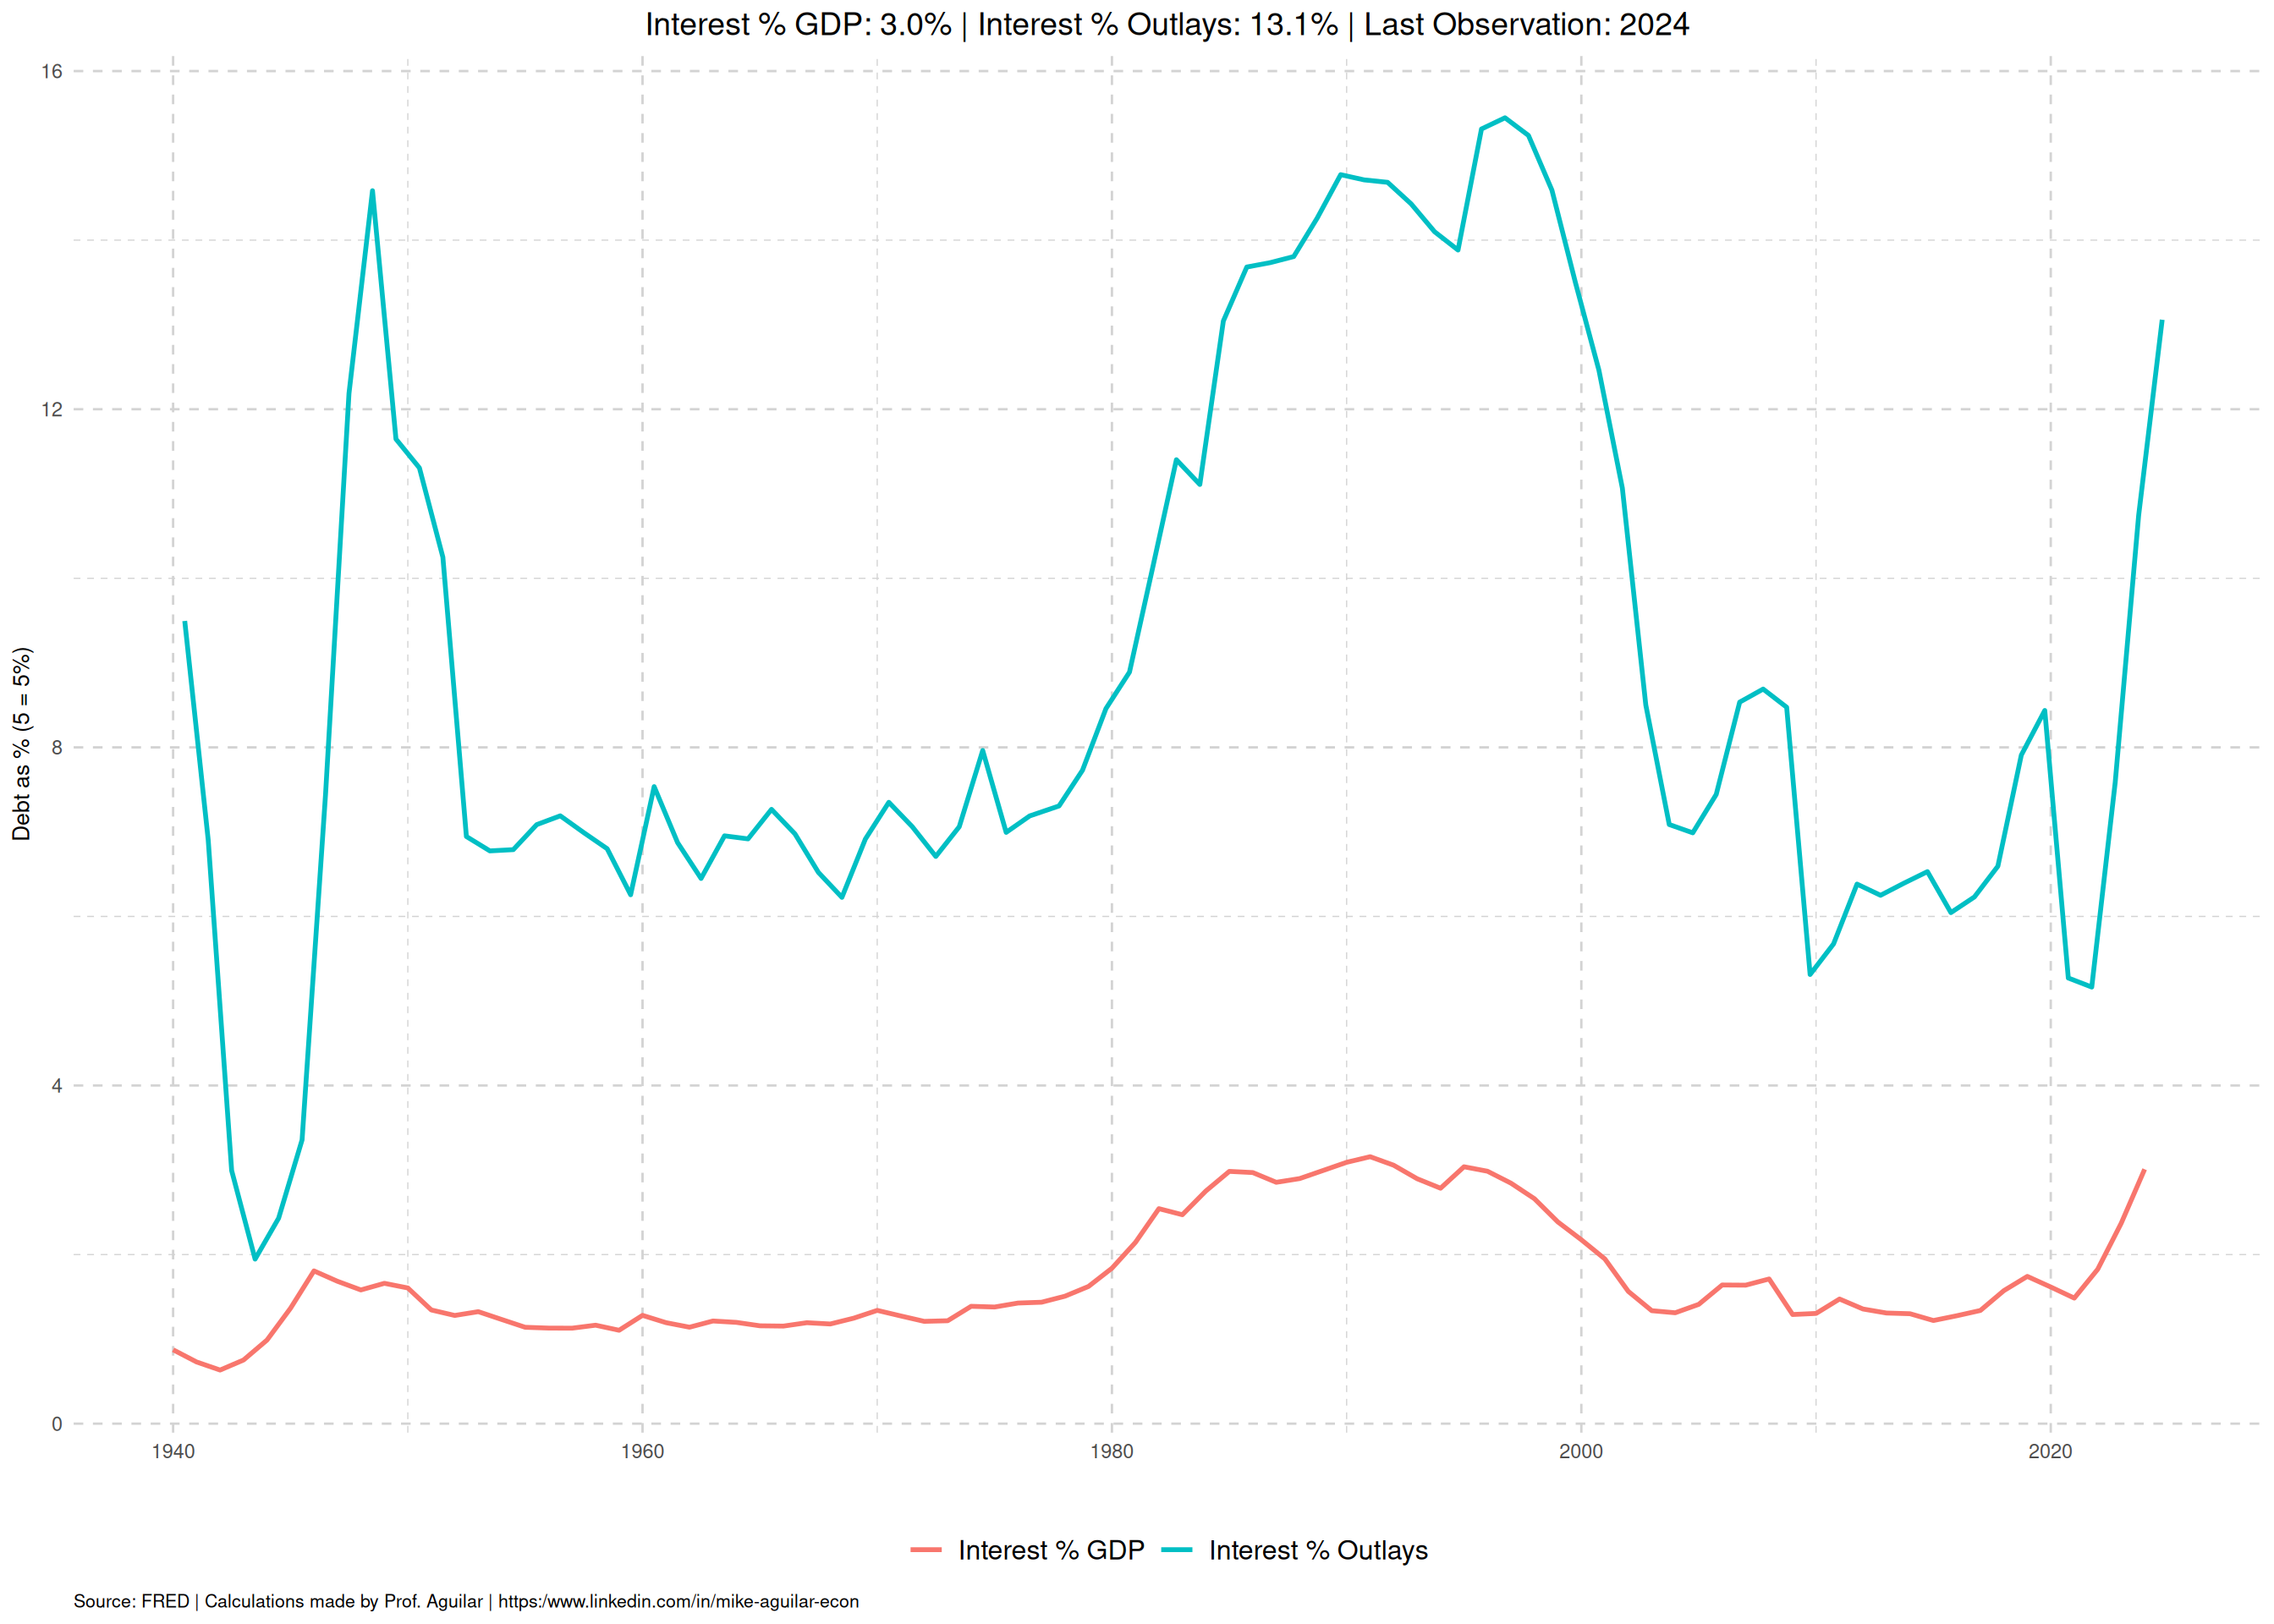 Interest % GDP: 3.0% | Interest % Outlays: 13.1% | Last Observation: 2024
Debt as % (5 = 5%)
16
12
8
4
0
1940
1960
1980
2000
2020
Interest % GDP
Interest % Outlays
Source: FRED | Calculations made by Prof. Aguilar | https:/www.linkedin.com/in/mike-aguilar-econ